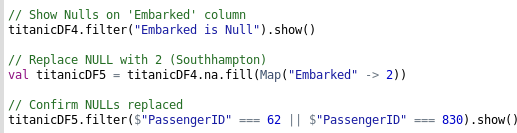 // Show Nulls on 'Embarked' column
titanicDF4.filter("Embarked is Null").show()
// Replace NULL with 2 (Southhampton)
val titanicDF5 = titanicDF4.na.fill(Map("Embarked" -> 2))
// Confirm NULLs replaced
titanicDF5.filter($"PassengerID" === 62 || $"PassengerID" === 830).show()